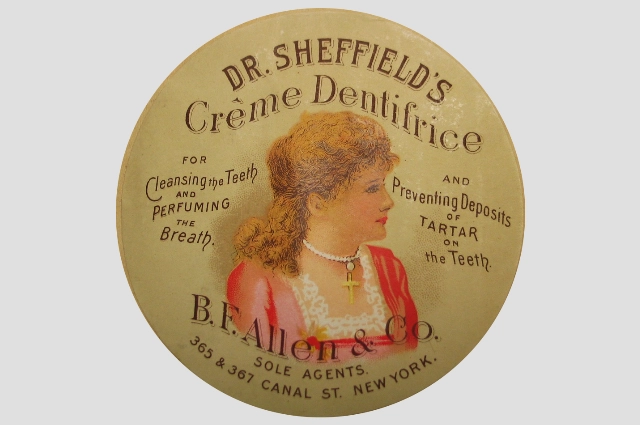 DR. SHEFFIELD'S
Crème Dentifrice
FOR
Cleansing the Teeth
AND
PERFUMING
THE
Breath.
AND
Preventing Deposits
OF
TARTAR
ON
the Teeth.
B.F. Allen & Co.
SOLE AGENTS.
365 & 367 CANAL ST. NEW YORK.